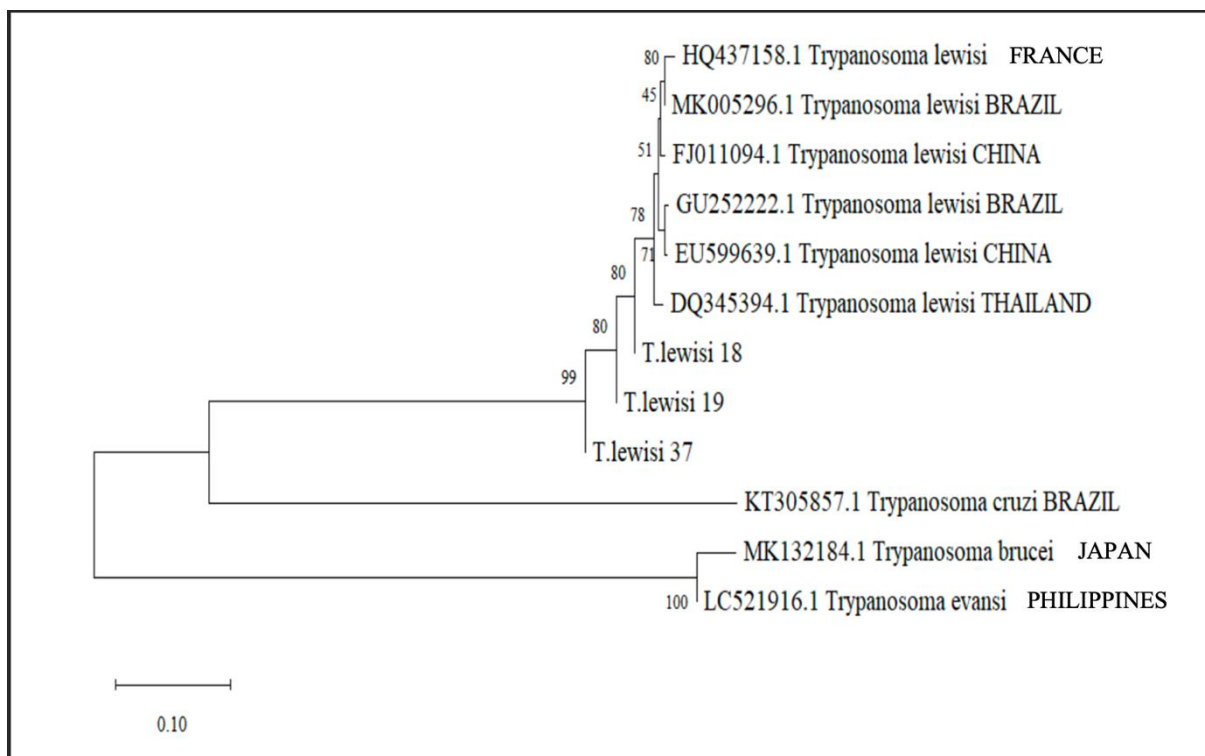 80 HQ437158.1 Trypanosoma lewisi FRANCE
45
MK005296.1 Trypanosoma lewisi BRAZIL
51
FJ011094.1 Trypanosoma lewisi CHINA
GU252222.1 Trypanosoma lewisi BRAZIL
78
71 EU599639.1 Trypanosoma lewisi CHINA
80
DQ345394.1 Trypanosoma lewisi THAILAND
80
T.lewisi 18
99
T.lewisi 19
T.lewisi 37
KT305857.1 Trypanosoma cruzi BRAZIL
MK132184.1 Trypanosoma brucei JAPAN
100 LC521916.1 Trypanosoma evansi PHILIPPINES
0.10